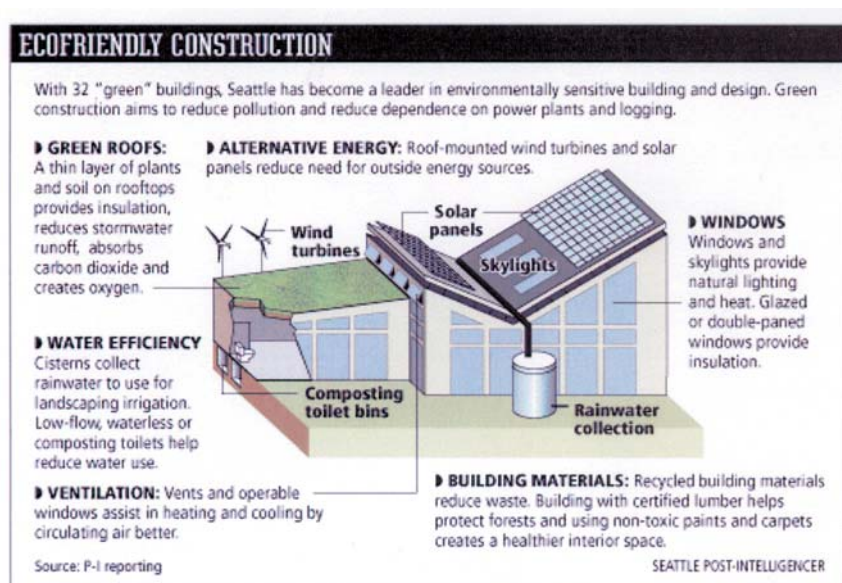 ECOFRIENDLY CONSTRUCTION
With 32 "green" buildings, Seattle has become a leader in environmentally sensitive building and design. Green
construction aims to reduce pollution and reduce dependence on power plants and logging.
GREEN ROOFS:
A thin layer of plants
and soil on rooftops
provides insulation,
reduces stormwater
runoff, absorbs
carbon dioxide and
creates oxygen.
ALTERNATIVE ENERGY: Roof-mounted wind turbines and solar
panels reduce need for outside energy sources.
Wind
turbines
Solar
panels
Skylights
WINDOWS
Windows and
skylights provide
natural lighting
and heat. Glazed
or double-paned
windows provide
insulation.
WATER EFFICIENCY
Cisterns collect
rainwater to use for
landscaping irrigation.
Low-flow, waterless or
composting toilets help
reduce water use.
Composting
toilet bins
Rainwater
collection
VENTILATION: Vents and operable
windows assist in heating and cooling by
circulating air better.
BUILDING MATERIALS: Recycled building materials
reduce waste. Building with certified lumber helps
protect forests and using non-toxic paints and carpets
creates a healthier interior space.
Source: P-I reporting
SEATTLE POST-INTELLIGENCER